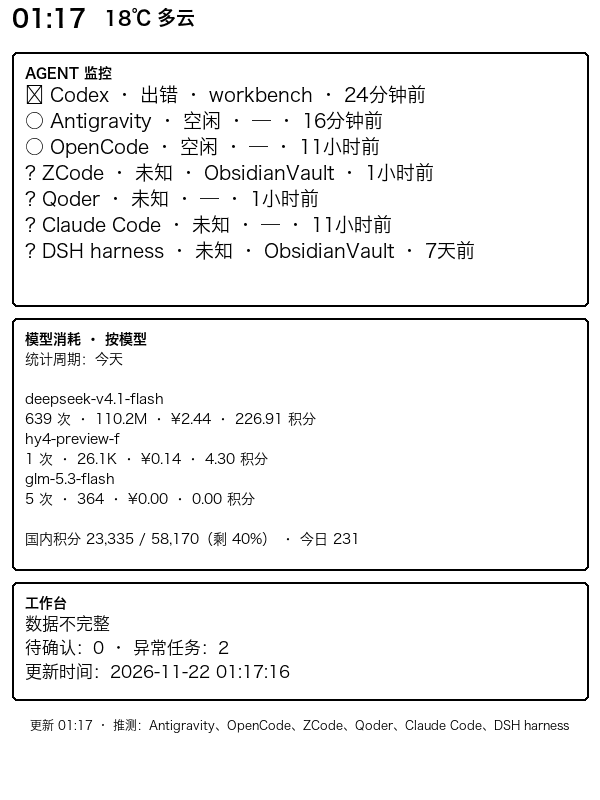 01:17 18℃ 多云
AGENT 监控
☒ Codex · 出错 · workbench · 24分钟前
○ Antigravity · 空闲 · — · 16分钟前
○ OpenCode · 空闲 · — · 11小时前
? ZCode · 未知 · ObsidianVault · 1小时前
? Qoder · 未知 · — · 1小时前
? Claude Code · 未知 · — · 11小时前
? DSH harness · 未知 · ObsidianVault · 7天前
模型消耗 · 按模型
统计周期：今天
deepseek-v4.1-flash
639 次 · 110.2M · ¥2.44 · 226.91 积分
hy4-preview-f
1 次 · 26.1K · ¥0.14 · 4.30 积分
glm-5.3-flash
5 次 · 364 · ¥0.00 · 0.00 积分
国内积分 23,335 / 58,170（剩 40%） · 今日 231
工作台
数据不完整
待确认：0 · 异常任务：2
更新时间：2026-11-22 01:17:16
更新 01:17 · 推测：Antigravity、OpenCode、ZCode、Qoder、Claude Code、DSH harness